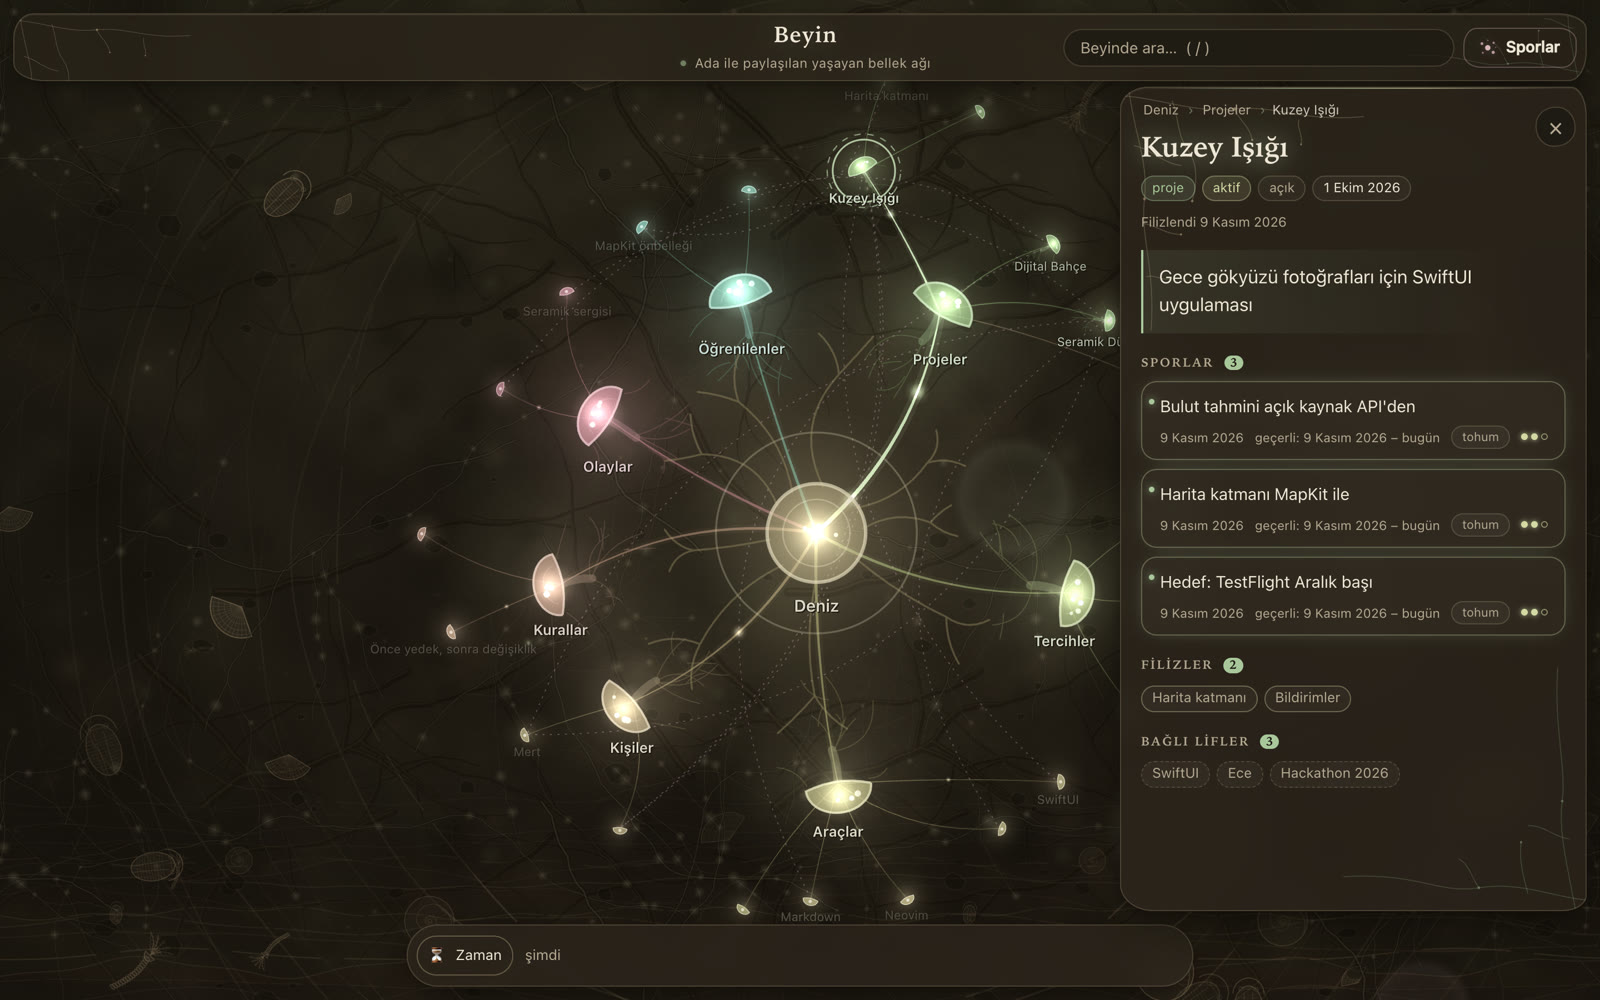 Beyin
Ada ile paylaşılan yaşayan bellek ağı
Beyinde ara... ( / )
Sporlar
Harita katmanı
Kuzey Işığı
MapKit önbelleği
Dijital Bahçe
Seramik sergisi
Öğrenilenler
Projeler
Seramik Dü
Olaylar
Deniz
Kurallar
Önce yedek, sonra değişiklik
Tercihler
Kişiler
Mert
Araçlar
SwiftUI
Markdown
Neovim
Deniz › Projeler › Kuzey Işığı
Kuzey Işığı
proje aktif açık 1 Ekim 2026
Filizlendi 9 Kasım 2026
Gece gökyüzü fotoğrafları için SwiftUI
uygulaması
SPORLAR 3
Bulut tahmini açık kaynak API'den
9 Kasım 2026 geçerli: 9 Kasım 2026 – bugün tohum
Harita katmanı MapKit ile
9 Kasım 2026 geçerli: 9 Kasım 2026 – bugün tohum
Hedef: TestFlight Aralık başı
9 Kasım 2026 geçerli: 9 Kasım 2026 – bugün tohum
FİLİZLER 2
Harita katmanı Bildirimler
BAĞLI LİFLER 3
SwiftUI Ece Hackathon 2026
Zaman şimdi